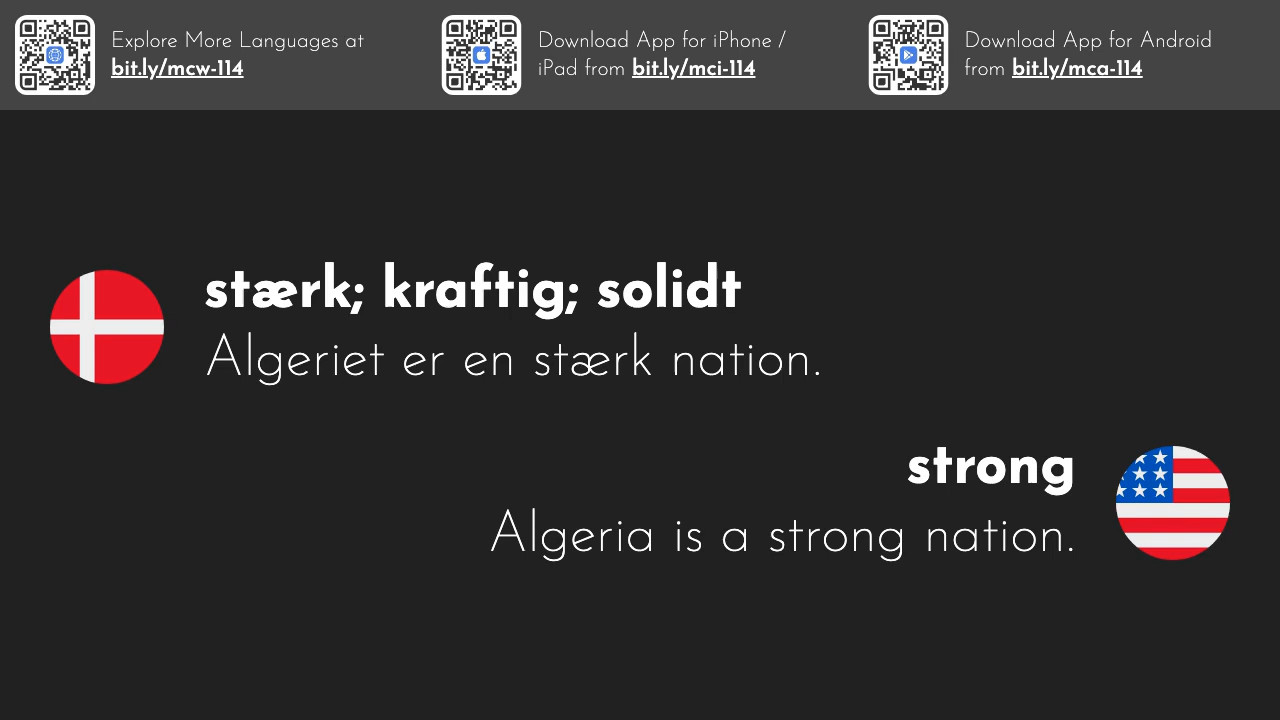 Explore More Languages at
bit.ly/mcw-114
Download App for iPhone /
iPad from bit.ly/mci-114
Download App for Android
from bit.ly/mca-114
stærk; kraftig; solidt
Algeriet er en stærk nation.
strong
Algeria is a strong nation.